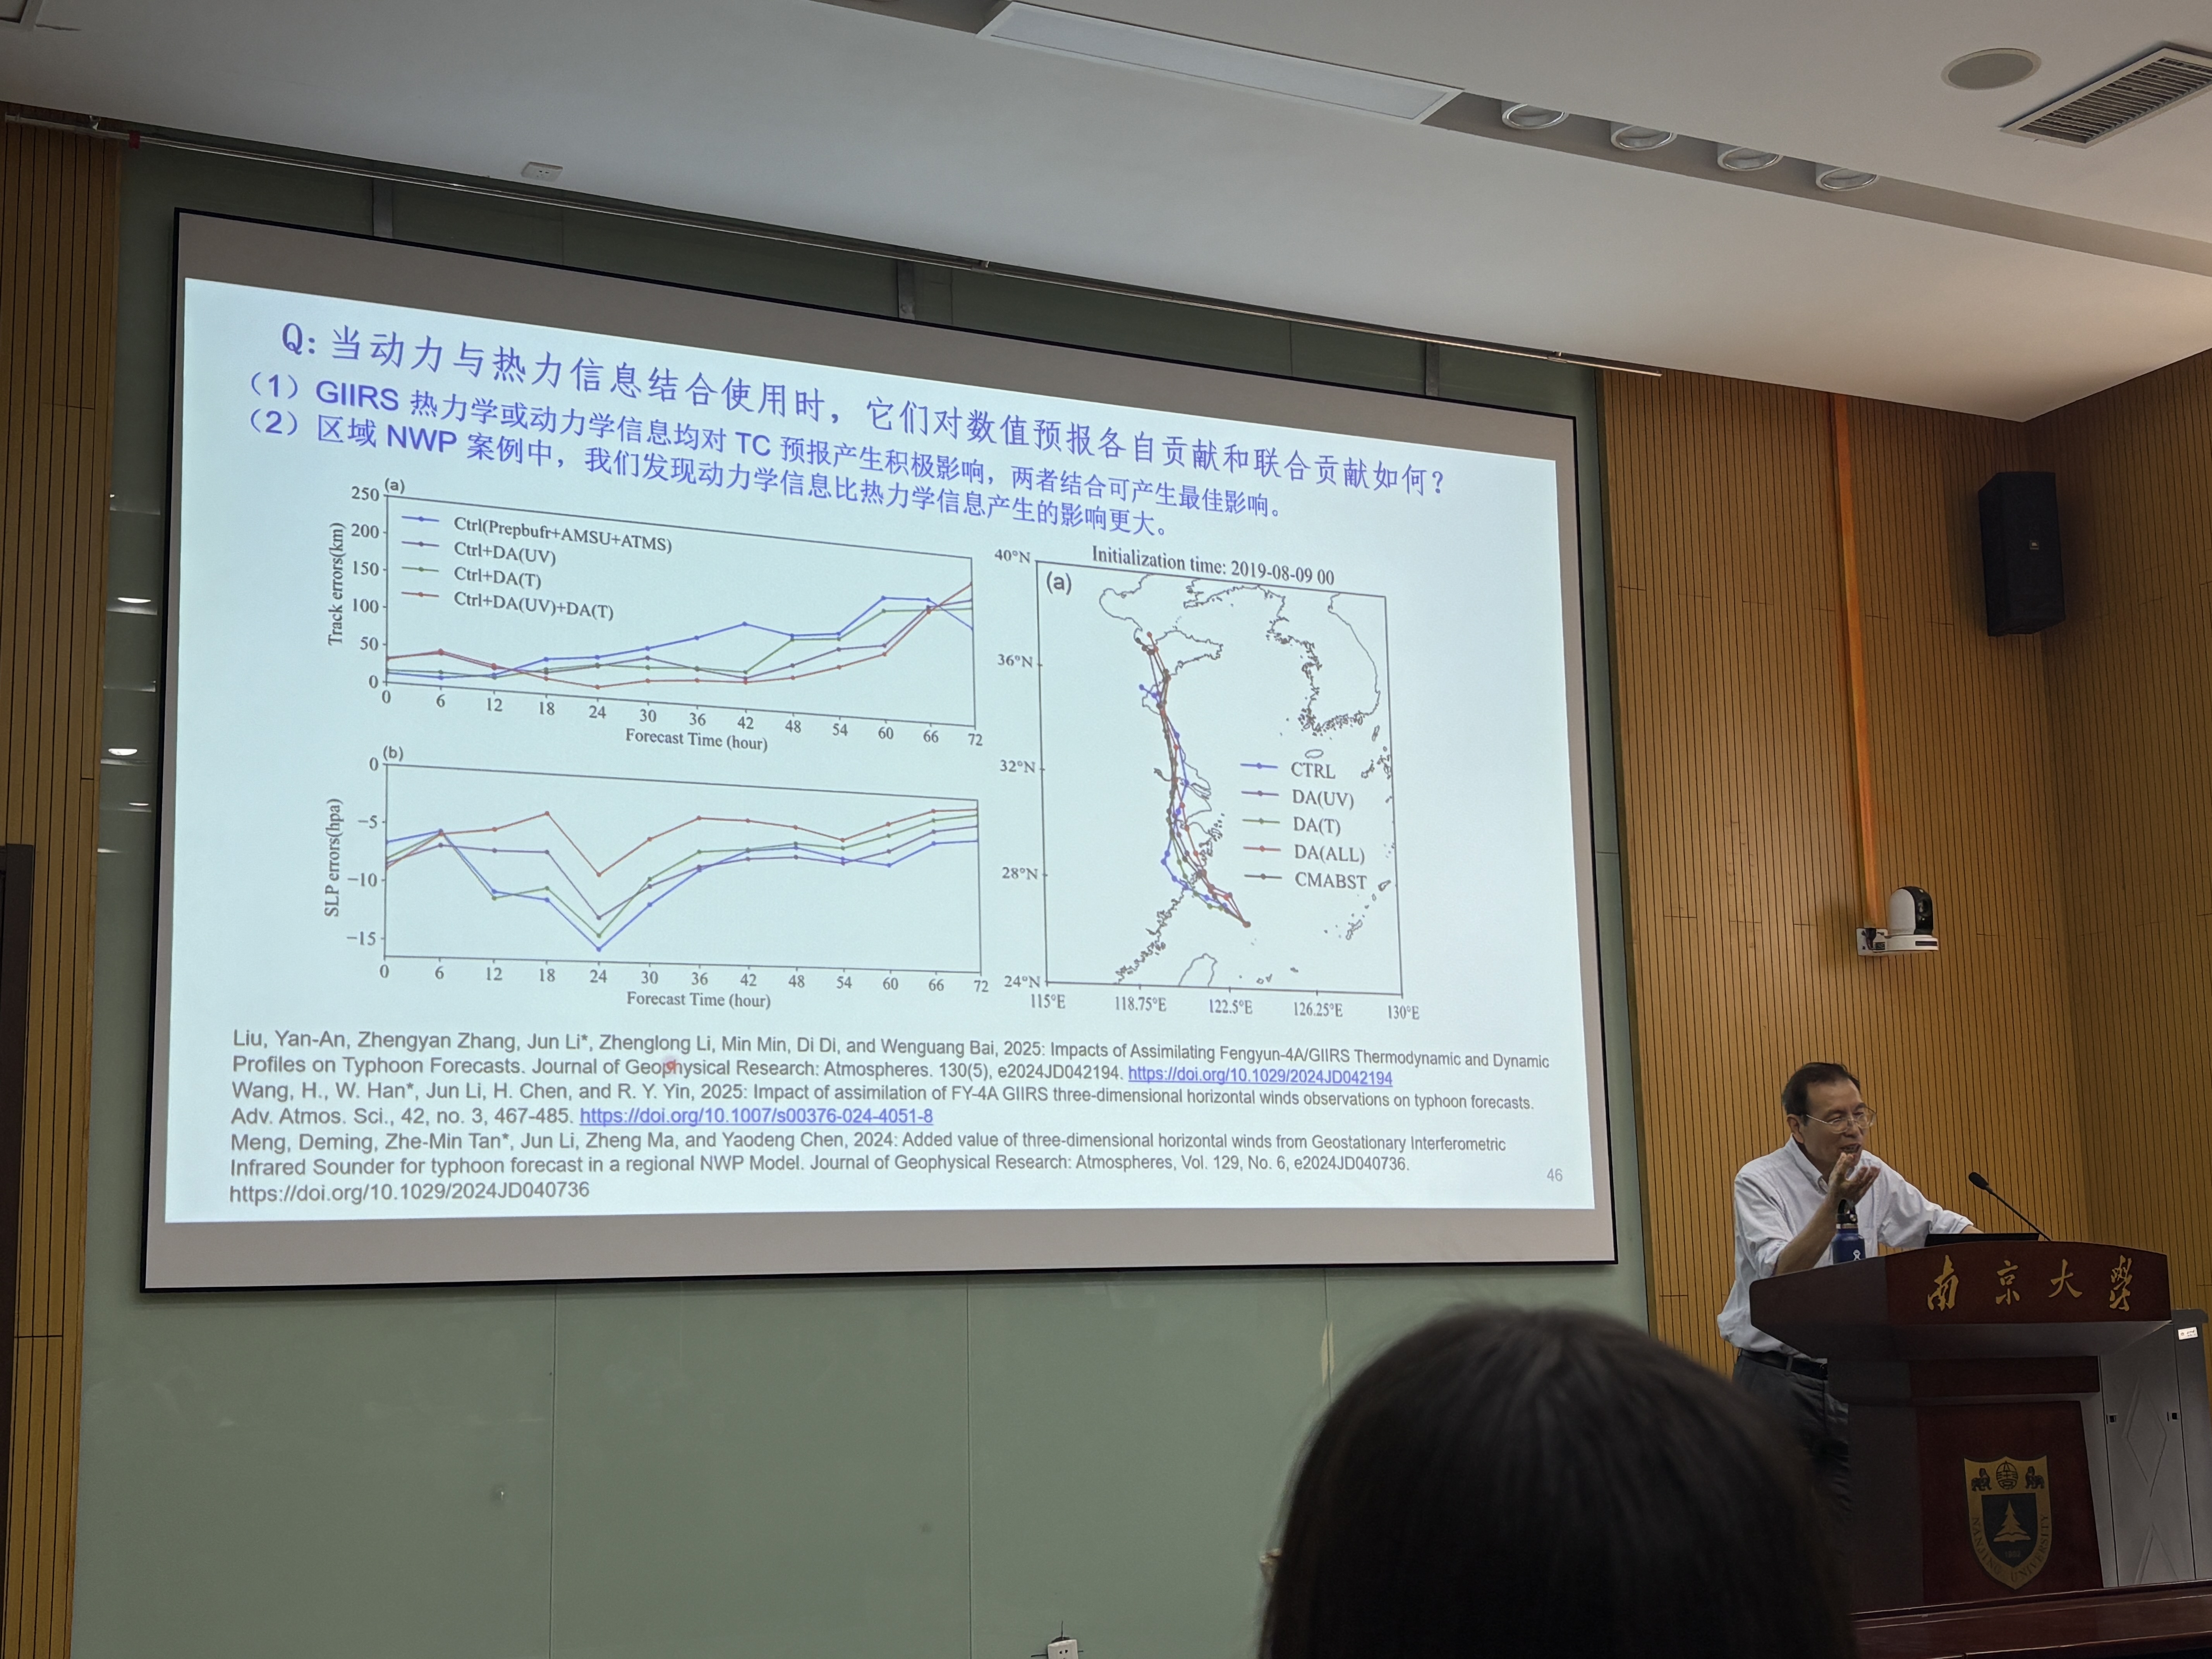 Q: 当动力与热力信息结合使用时，它们对数值预报各自贡献和联合贡献如何？
（1）GIIRS 热力学或动力学信息均对 TC 预报产生积极影响，两者结合可产生最佳影响。
（2）区域 NWP 案例中，我们发现动力学信息比热力学信息产生的影响更大。
(a)
250
200
150
100
50
0
Track errors(km)
Ctrl(Prepbufr+AMSU+ATMS)
Ctrl+DA(UV)
Ctrl+DA(T)
Ctrl+DA(UV)+DA(T)
0 6 12 18 24 30 36 42 48 54 60 66 72
Forecast Time (hour)
(b)
0
−5
−10
−15
SLP errors(hpa)
0 6 12 18 24 30 36 42 48 54 60 66 72
Forecast Time (hour)
Initialization time: 2019-08-09 00
(a)
40°N
36°N
32°N
28°N
24°N
CTRL
DA(UV)
DA(T)
DA(ALL)
CMABST
115°E 118.75°E 122.5°E 126.25°E 130°E
Liu, Yan-An, Zhengyan Zhang, Jun Li*, Zhenglong Li, Min Min, Di Di, and Wenguang Bai, 2025: Impacts of Assimilating Fengyun-4A/GIIRS Thermodynamic and Dynamic
Profiles on Typhoon Forecasts. Journal of Geophysical Research: Atmospheres. 130(5), e2024JD042194. https://doi.org/10.1029/2024JD042194
Wang, H., W. Han*, Jun Li, H. Chen, and R. Y. Yin, 2025: Impact of assimilation of FY-4A GIIRS three-dimensional horizontal winds observations on typhoon forecasts.
Adv. Atmos. Sci., 42, no. 3, 467-485. https://doi.org/10.1007/s00376-024-4051-8
Meng, Deming, Zhe-Min Tan*, Jun Li, Zheng Ma, and Yaodeng Chen, 2024: Added value of three-dimensional horizontal winds from Geostationary Interferometric
Infrared Sounder for typhoon forecast in a regional NWP Model. Journal of Geophysical Research: Atmospheres, Vol. 129, No. 6, e2024JD040736.
https://doi.org/10.1029/2024JD040736
46
南京大學
NANJING UNIVERSITY